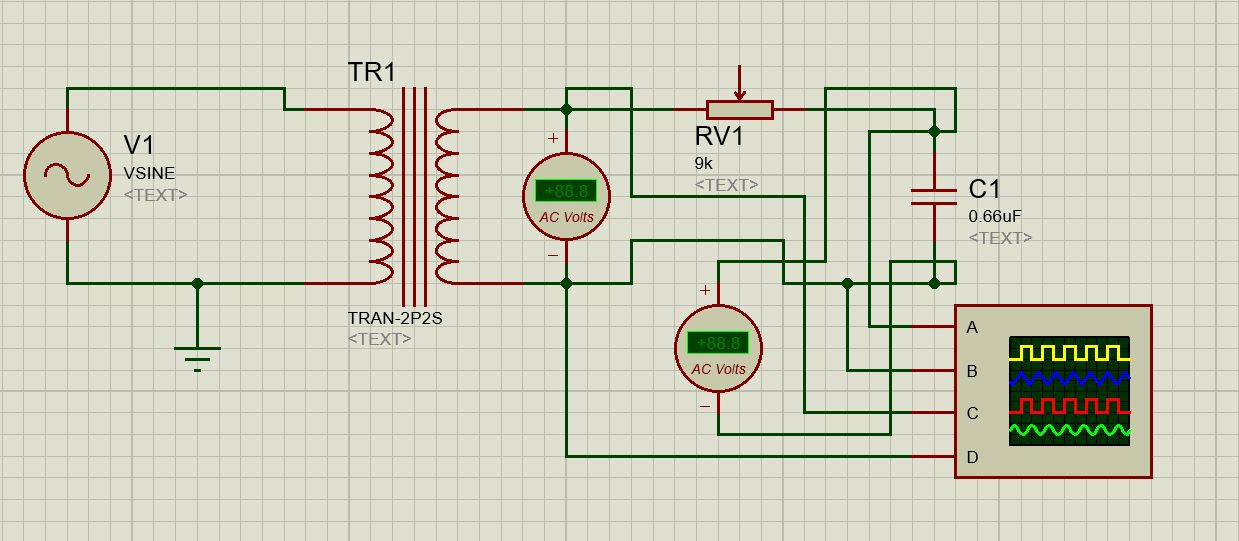 TR1
V1
VSINE
<TEXT>
TRAN-2P2S
<TEXT>
+
+88.8
AC Volts
−
RV1
9k
<TEXT>
C1
0.66uF
<TEXT>
+
+88.8
AC Volts
−
A
B
C
D